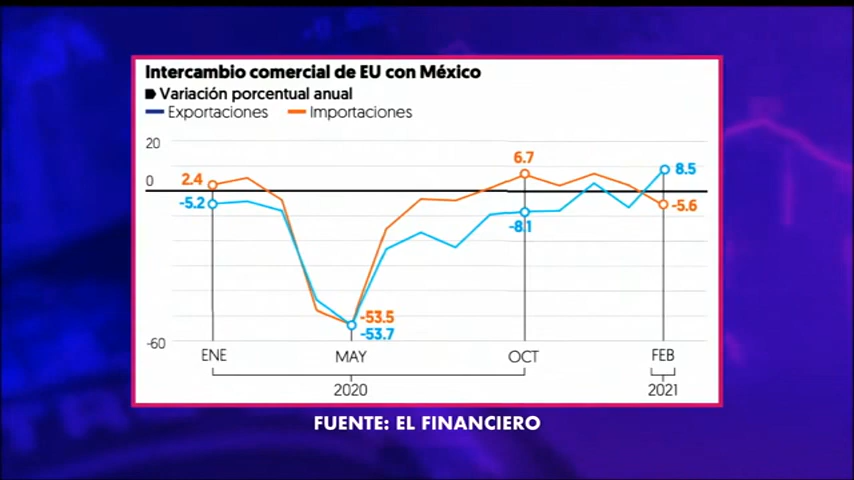 Intercambio comercial de EU con México
Variación porcentual anual
Exportaciones Importaciones
20
0
-60
2.4
-5.2
-53.5
-53.7
6.7
-8.1
8.5
-5.6
ENE MAY OCT FEB
2020 2021
FUENTE: EL FINANCIERO